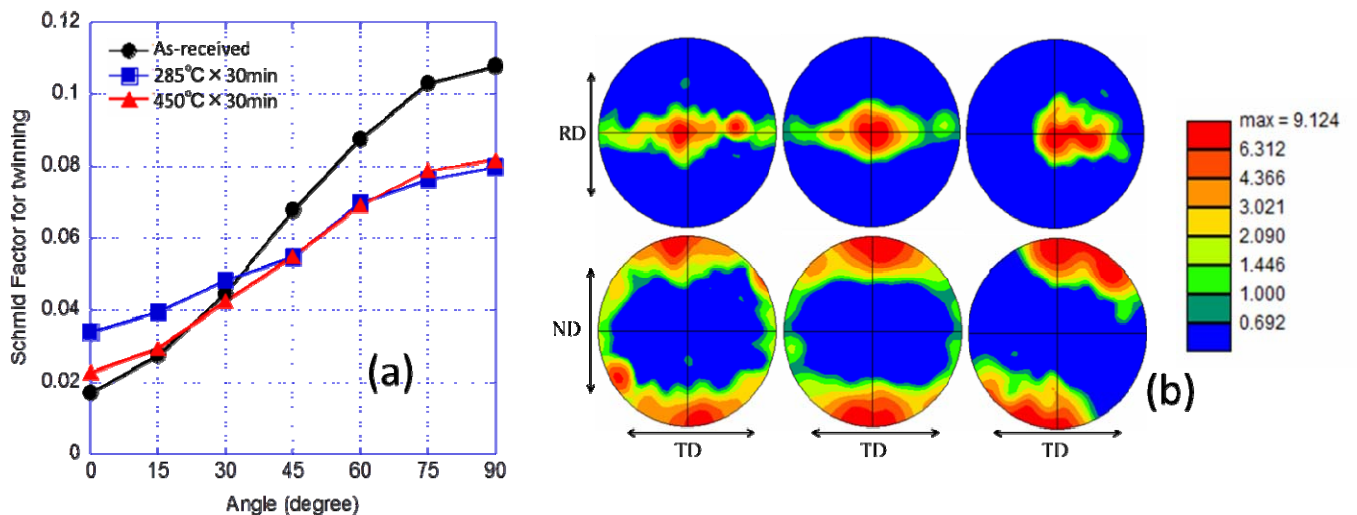 0.12
0.1
0.08
0.06
0.04
0.02
0
Schmid Factor for twinning
As-received
285℃×30min
450℃×30min
(a)
0 15 30 45 60 75 90
Angle (degree)
RD
ND
TD TD TD
(b)
max = 9.124
6.312
4.366
3.021
2.090
1.446
1.000
0.692